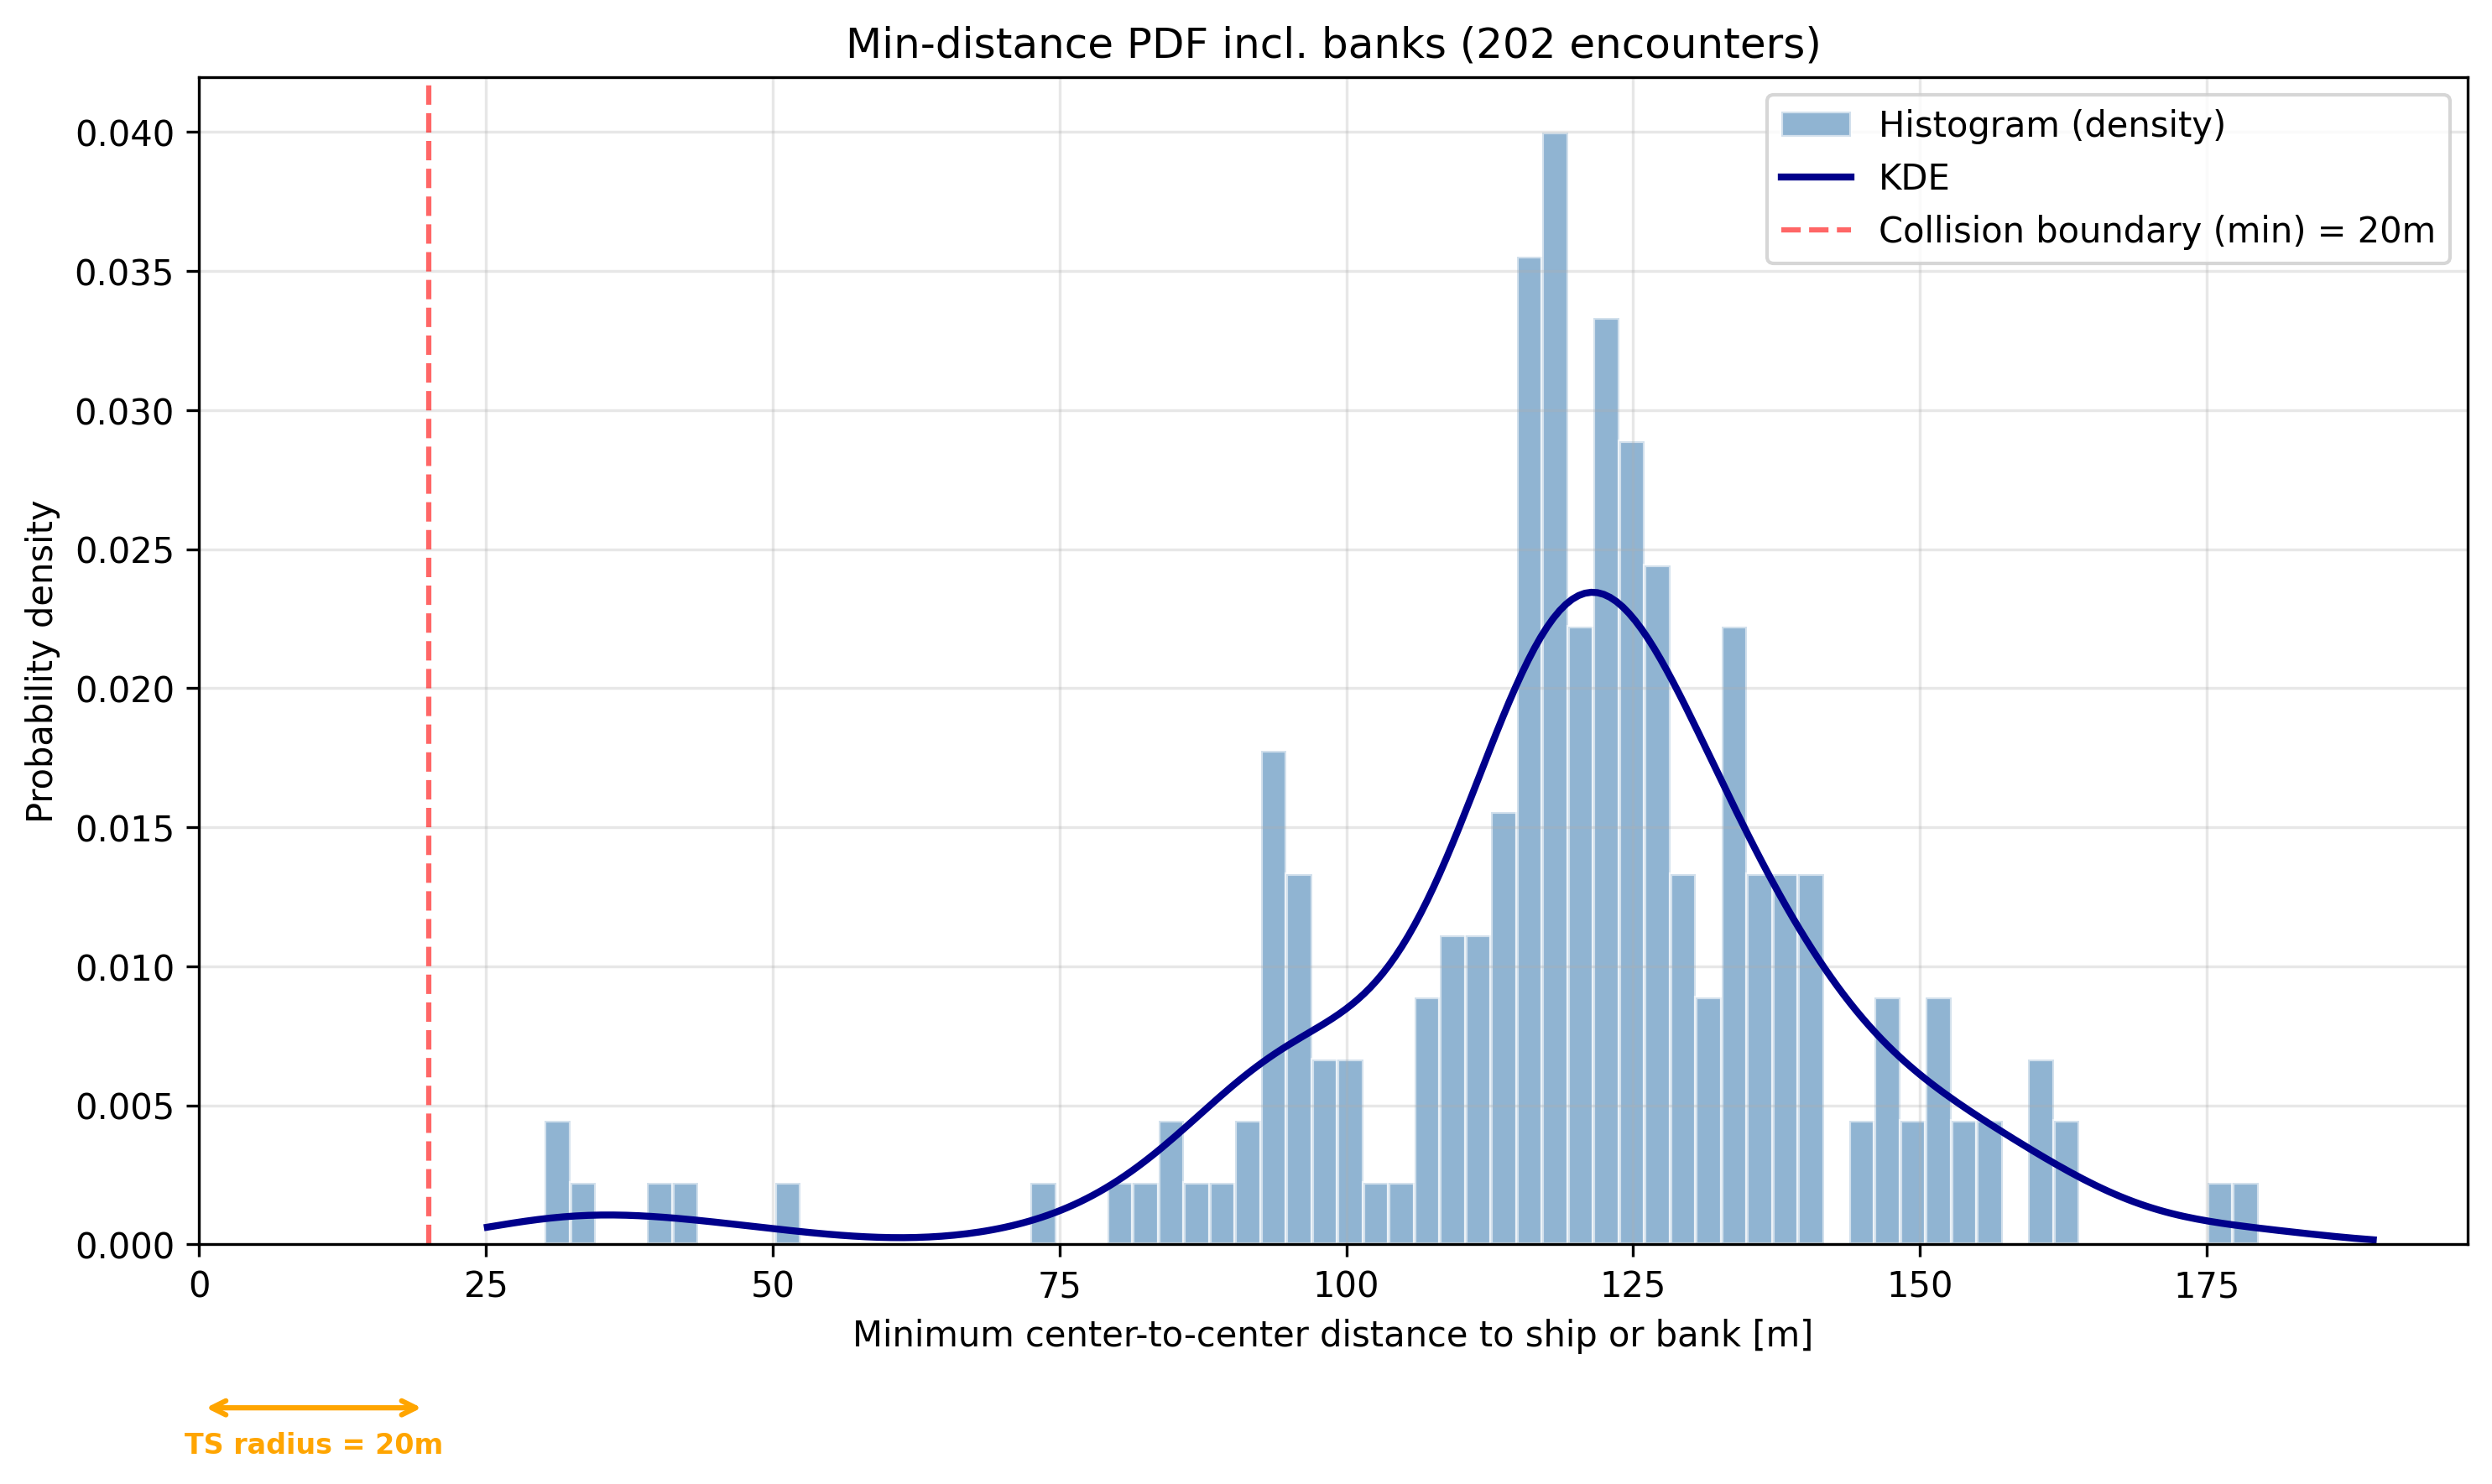 Min-distance PDF incl. banks (202 encounters)
Histogram (density)
KDE
Collision boundary (min) = 20m
Probability density
0.040
0.035
0.030
0.025
0.020
0.015
0.010
0.005
0.000
0 25 50 75 100 125 150 175
Minimum center-to-center distance to ship or bank [m]
TS radius = 20m